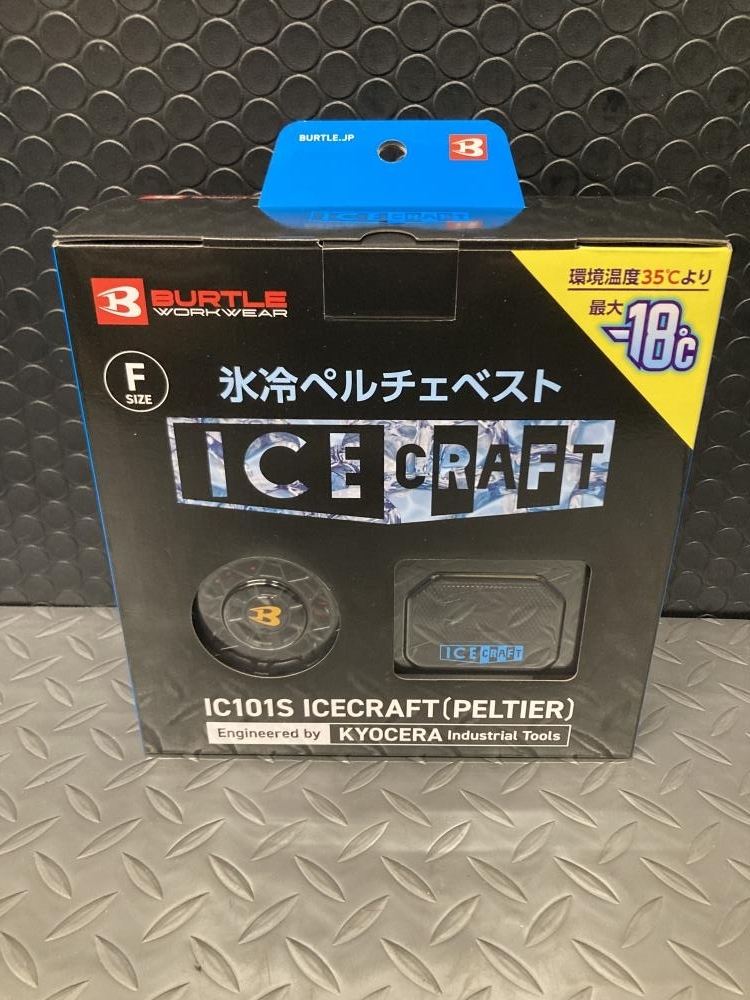 BURTLE.JP
B
ICE CRAFT
BURTLE
WORKWEAR
環境温度35℃より
最大
-18℃
F
SIZE
氷冷ペルチェベスト
ICE CRAFT
B
ICE CRAFT
IC101S ICECRAFT(PELTIER)
Engineered by KYOCERA Industrial Tools